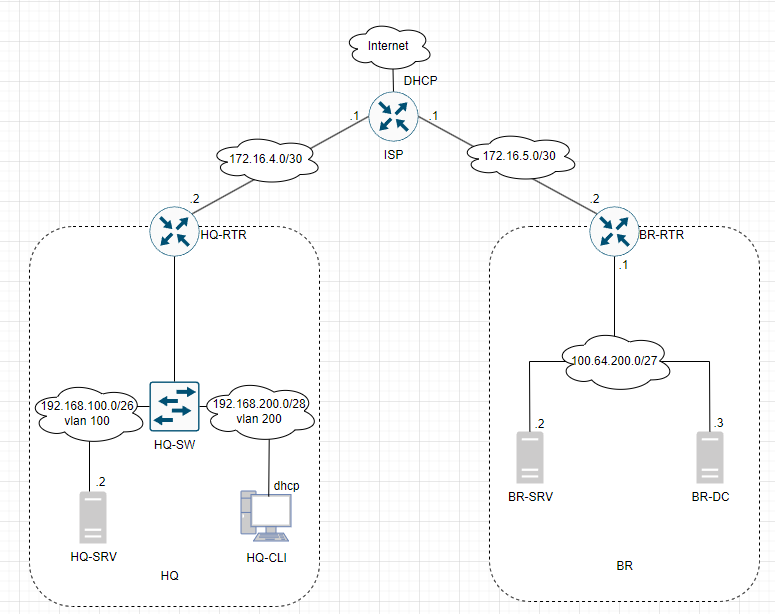 Internet
DHCP
.1
.1
ISP
172.16.4.0/30
172.16.5.0/30
.2
.2
HQ-RTR
BR-RTR
.1
100.64.200.0/27
192.168.100.0/26
vlan 100
192.168.200.0/28
vlan 200
HQ-SW
.2
.3
.2
dhcp
BR-SRV
BR-DC
HQ-SRV
HQ-CLI
HQ
BR